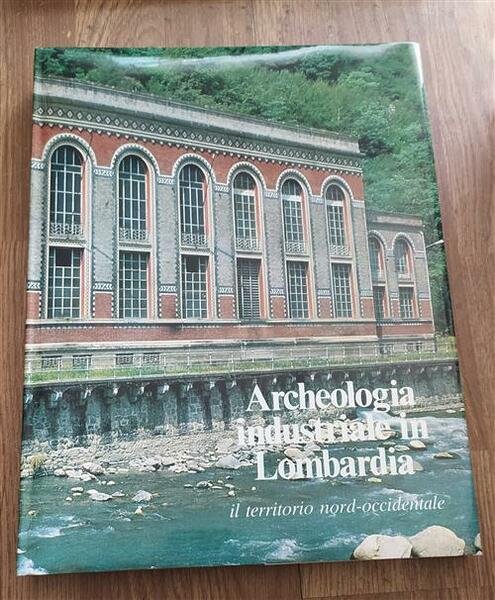 Archeologia
industriale in
Lombardia
il territorio nord-occidentale